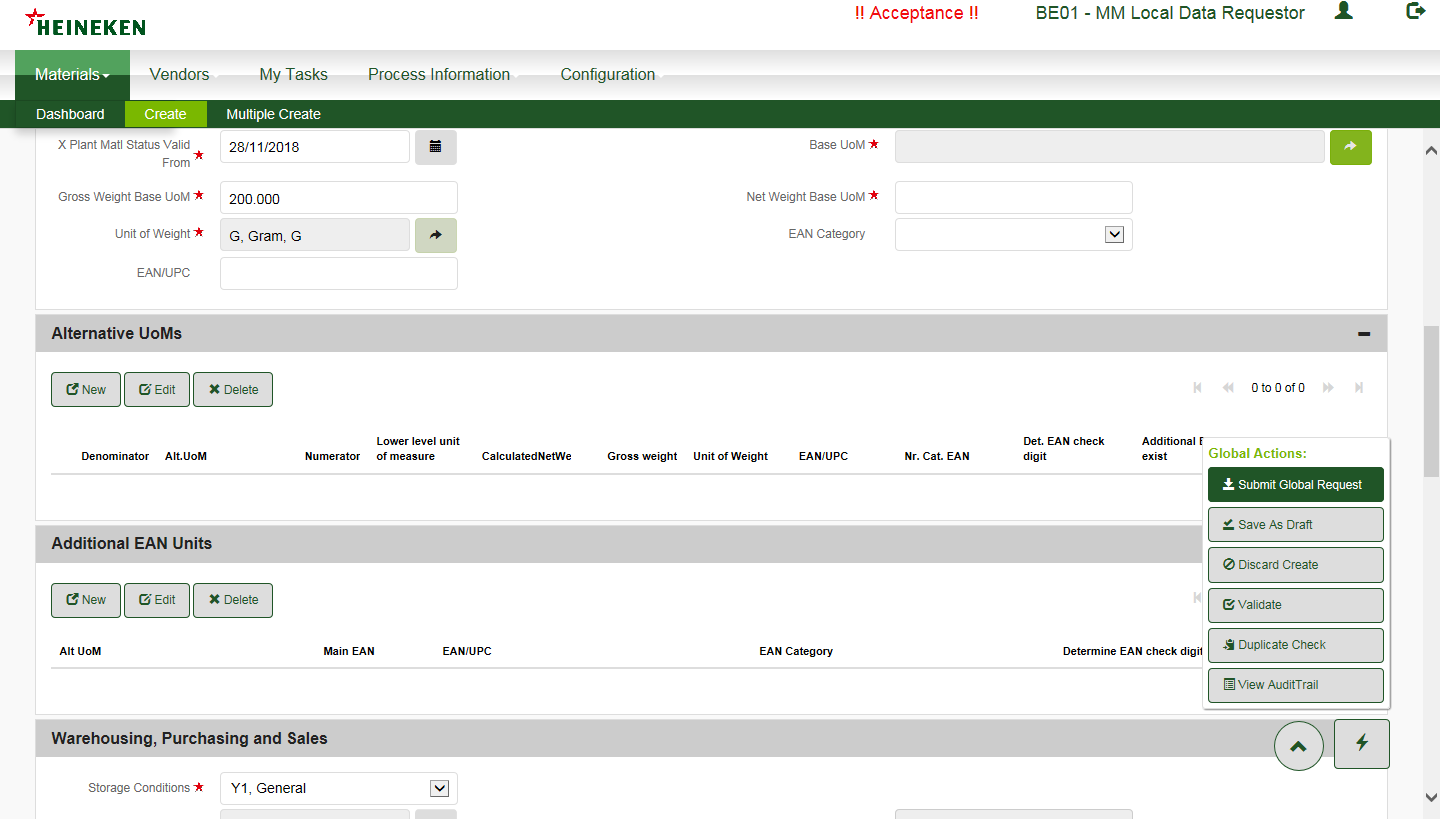 HEINEKEN
!! Acceptance !!
BE01 - MM Local Data Requestor
Materials
Vendors
My Tasks
Process Information
Configuration
Dashboard
Create
Multiple Create
X Plant Matl Status Valid
From
28/11/2018
Base UoM
Gross Weight Base UoM
200.000
Net Weight Base UoM
Unit of Weight
G, Gram, G
EAN Category
EAN/UPC
Alternative UoMs
New
Edit
Delete
0 to 0 of 0
Denominator
Alt.UoM
Numerator
Lower level unit
of measure
CalculatedNetWe
Gross weight
Unit of Weight
EAN/UPC
Nr. Cat. EAN
Det. EAN check
digit
Additional
exist
Global Actions:
Submit Global Request
Save As Draft
Discard Create
Validate
Duplicate Check
View AuditTrail
Additional EAN Units
New
Edit
Delete
Alt UoM
Main EAN
EAN/UPC
EAN Category
Determine EAN check digit
Warehousing, Purchasing and Sales
Storage Conditions
Y1, General